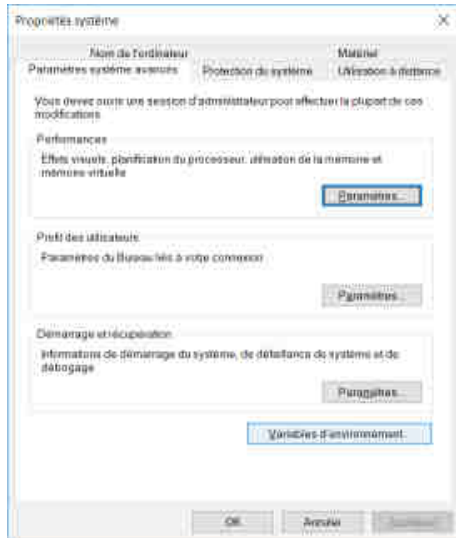 Propriétés système
Nom de l'ordinateur
Matériel
Paramètres système avancés
Protection du système
Utilisation à distance
Vous devez ouvrir une session d'administrateur pour effectuer la plupart de ces
modifications.
Performances
Effets visuels, planification du processeur, utilisation de la mémoire et
mémoire virtuelle
Paramètres...
Profil des utilisateurs
Paramètres du Bureau liés à votre connexion
Paramètres...
Démarrage et récupération
Informations de démarrage du système, de défaillance du système et de
débogage
Paramètres...
Variables d'environnement...
OK
Annuler